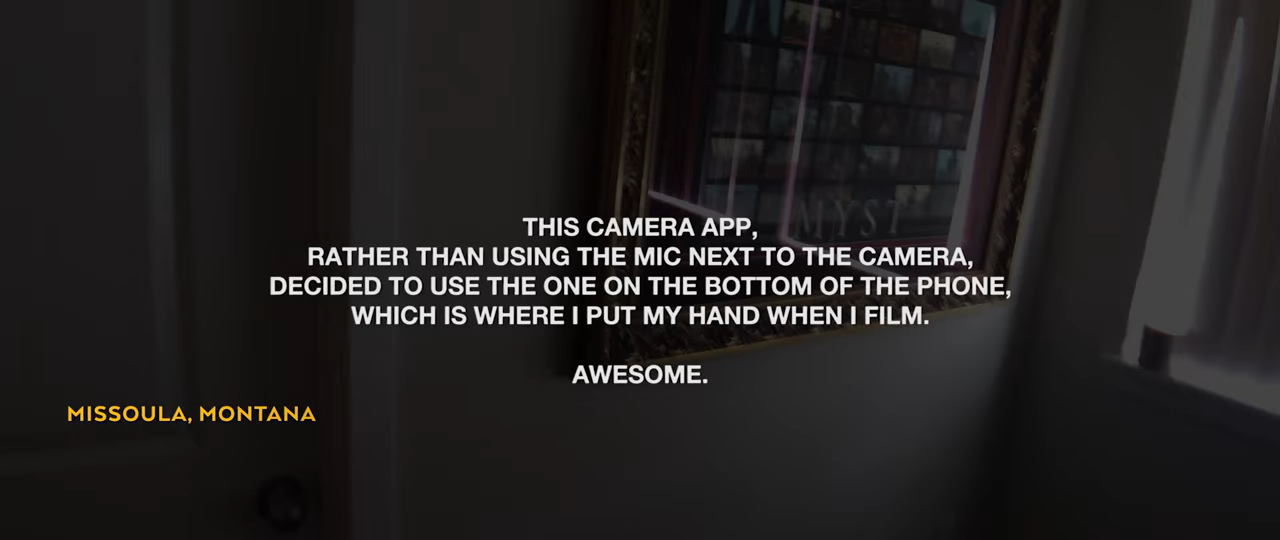 MYST
THIS CAMERA APP,
RATHER THAN USING THE MIC NEXT TO THE CAMERA,
DECIDED TO USE THE ONE ON THE BOTTOM OF THE PHONE,
WHICH IS WHERE I PUT MY HAND WHEN I FILM.
AWESOME.
MISSOULA, MONTANA